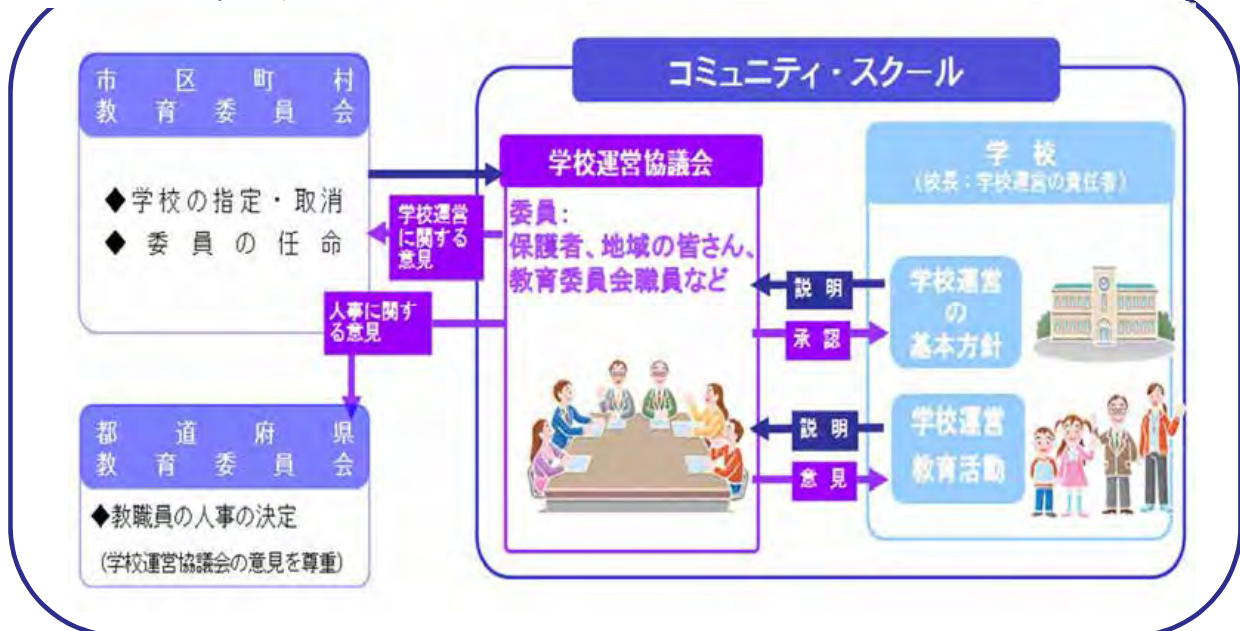 コミュニティ・スクール
市区町村
教育委員会
◆学校の指定・取消
◆委員の任命
学校運営
に関する
意見
人事に関す
る意見
都道府県
教育委員会
◆教職員の人事の決定
(学校運営協議会の意見を尊重)
学校運営協議会
委員:
保護者、地域の皆さん、
教育委員会職員など
説明
承認
説明
意見
学校
(校長:学校運営の責任者)
学校運営
の
基本方針
学校運営
教育活動